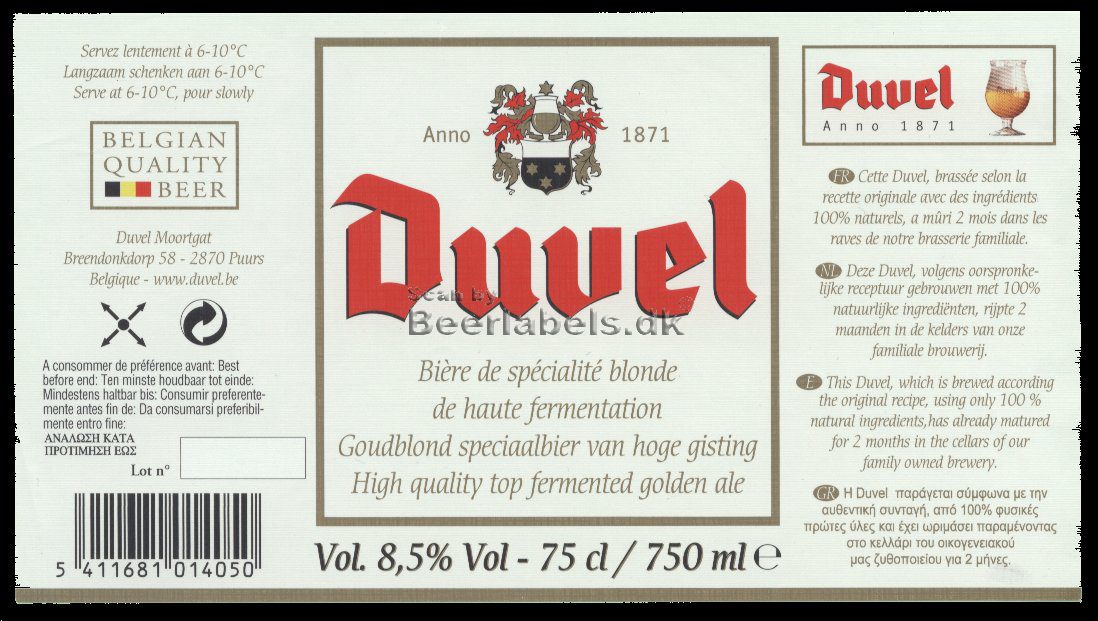 Servez lentement à 6-10°C
Langzaam schenken aan 6-10°C
Serve at 6-10°C, pour slowly
BELGIAN
QUALITY
BEER
Duvel Moortgat
Breendonkdorp 58 - 2870 Puurs
Belgique - www.duvel.be
A consommer de préférence avant: Best
before end: Ten minste houdbaar tot einde:
Mindestens haltbar bis: Consumir preferente-
mente antes fin de: Da consumarsi preferibil-
mente entro fine:
ΑΝΑΛΩΣΗ ΚΑΤΑ
ΠΡΟΤΙΜΗΣΗ ΕΩΣ
Lot n°
5 411681 014050
Anno 1871
Duvel
Scan by
Beerlabels.dk
Bière de spécialité blonde
de haute fermentation
Goudblond speciaalbier van hoge gisting
High quality top fermented golden ale
Vol. 8,5% Vol - 75 cl / 750 ml ℮
Duvel
Anno 1871
FR Cette Duvel, brassée selon la
recette originale avec des ingrédients
100% naturels, a mûri 2 mois dans les
raves de notre brasserie familiale.
NL Deze Duvel, volgens oorspronke-
lijke receptuur gebrouwen met 100%
natuurlijke ingrediënten, rijpte 2
maanden in de kelders van onze
familiale brouwerij.
E This Duvel, which is brewed according
the original recipe, using only 100 %
natural ingredients,has already matured
for 2 months in the cellars of our
family owned brewery.
GR Η Duvel παράγεται σύμφωνα με την
αυθεντική συνταγή, από 100% φυσικές
πρώτες ύλες και έχει ωριμάσει παραμένοντας
στο κελλάρι του οικογενειακού
μας ζυθοποιείου για 2 μήνες.